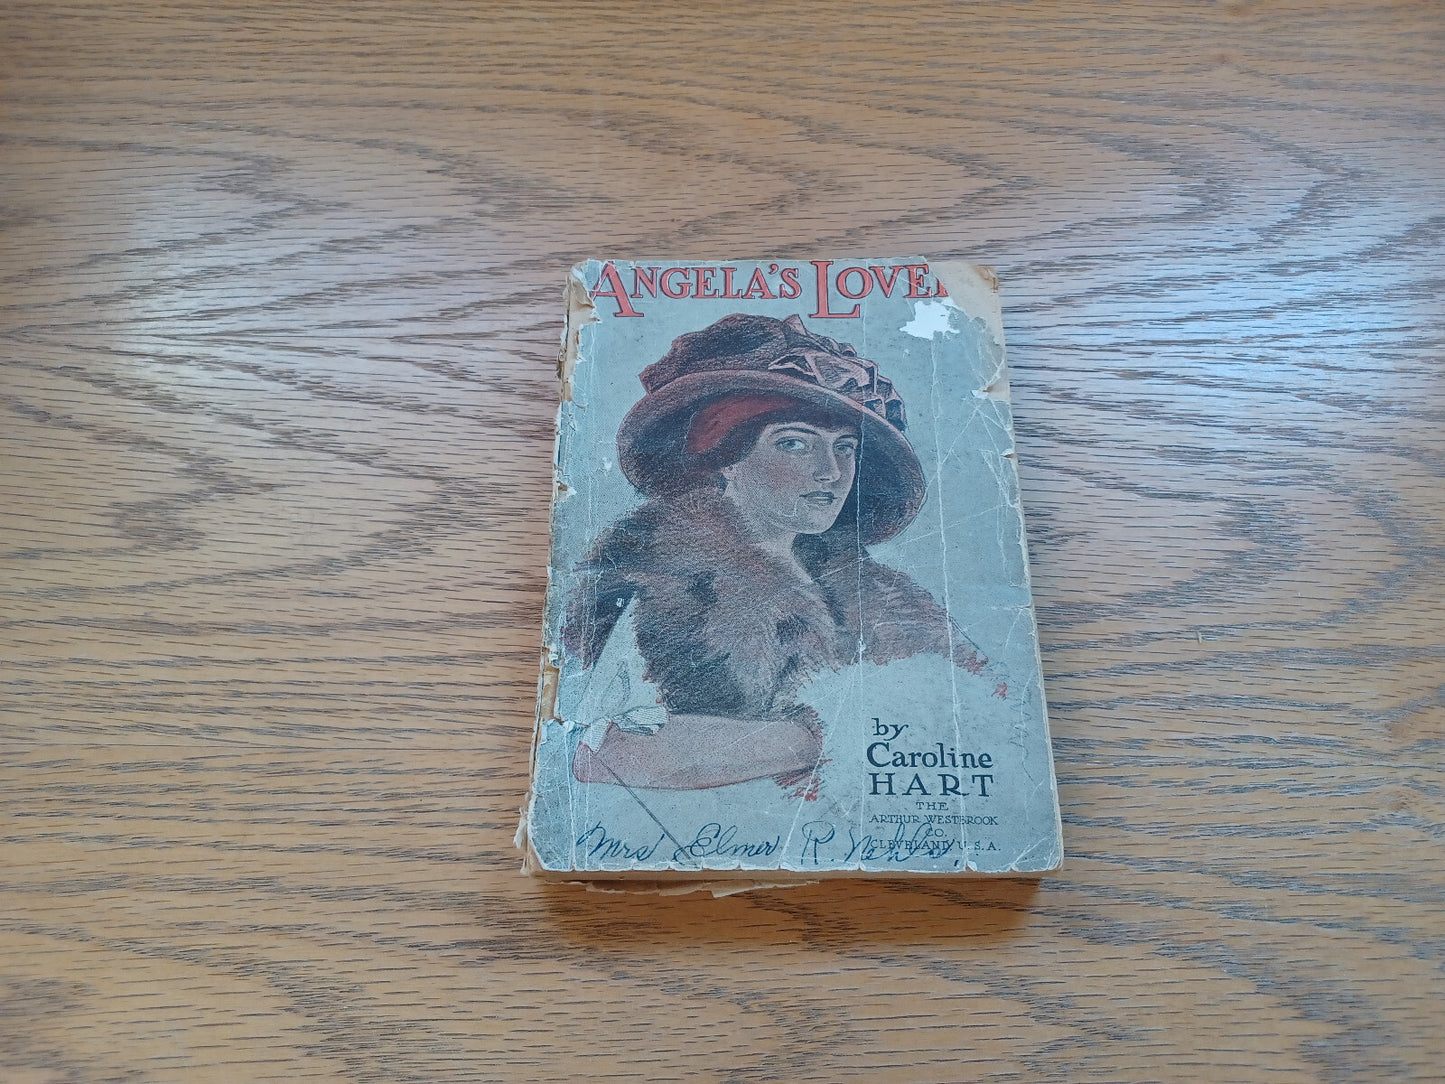 ANGELA'S LOVE
by
Caroline
HART
THE
ARTHUR WESTBROOK
CO.
CLEVELAND, U.S.A.
Mrs Elmer R.